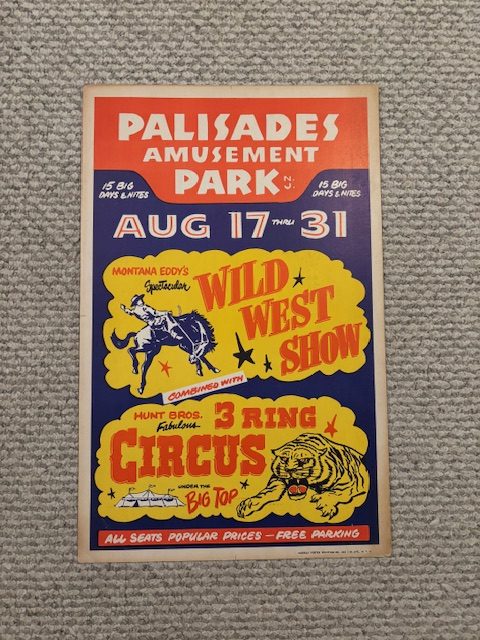 PALISADES
AMUSEMENT
PARK N.J.
15 BIG
DAYS & NITES
15 BIG
DAYS & NITES
AUG 17 THRU 31
MONTANA EDDY'S
Spectacular
WILD
WEST
SHOW
COMBINED WITH
HUNT BROS.
Fabulous
3 RING
CIRCUS
UNDER THE
BIG TOP
ALL SEATS POPULAR PRICES — FREE PARKING